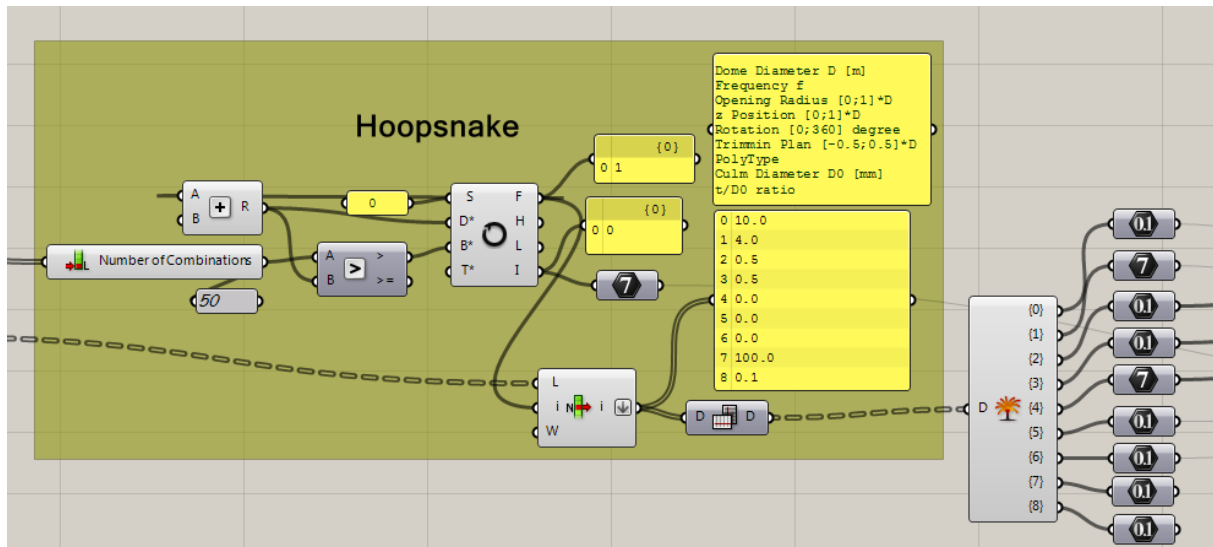 Hoopsnake
Dome Diameter D [m]
Frequency f
Opening Radius [0;1]*D
z Position [0;1]*D
Rotation [0;360] degree
Trimmin Plan [-0.5;0.5]*D
PolyType
Culm Diameter D0 [mm]
t/D0 ratio
{0}
0 1
{0}
0 0
A
B
+
R
0
S
D*
B*
T*
F
H
L
I
L
Number of Combinations
50
A
B
>
>
>=
7
0 10.0
1 4.0
2 0.5
3 0.5
4 0.0
5 0.0
6 0.0
7 100.0
8 0.1
L
i
W
N
i
D
D
D
{0}
{1}
{2}
{3}
{4}
{5}
{6}
{7}
{8}
0.1
7
0.1
0.1
7
0.1
0.1
0.1
0.1